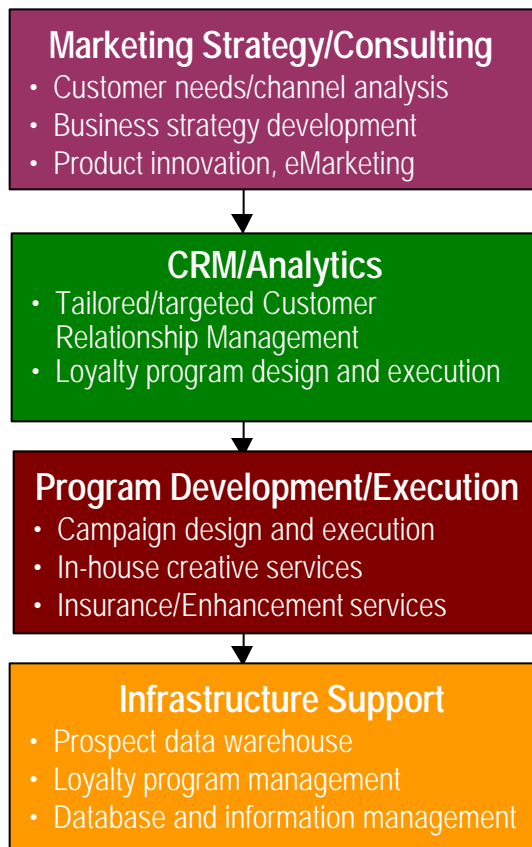 Marketing Strategy/Consulting
• Customer needs/channel analysis
• Business strategy development
• Product innovation, eMarketing
CRM/Analytics
• Tailored/targeted Customer
Relationship Management
• Loyalty program design and execution
Program Development/Execution
• Campaign design and execution
• In-house creative services
• Insurance/Enhancement services
Infrastructure Support
• Prospect data warehouse
• Loyalty program management
• Database and information management